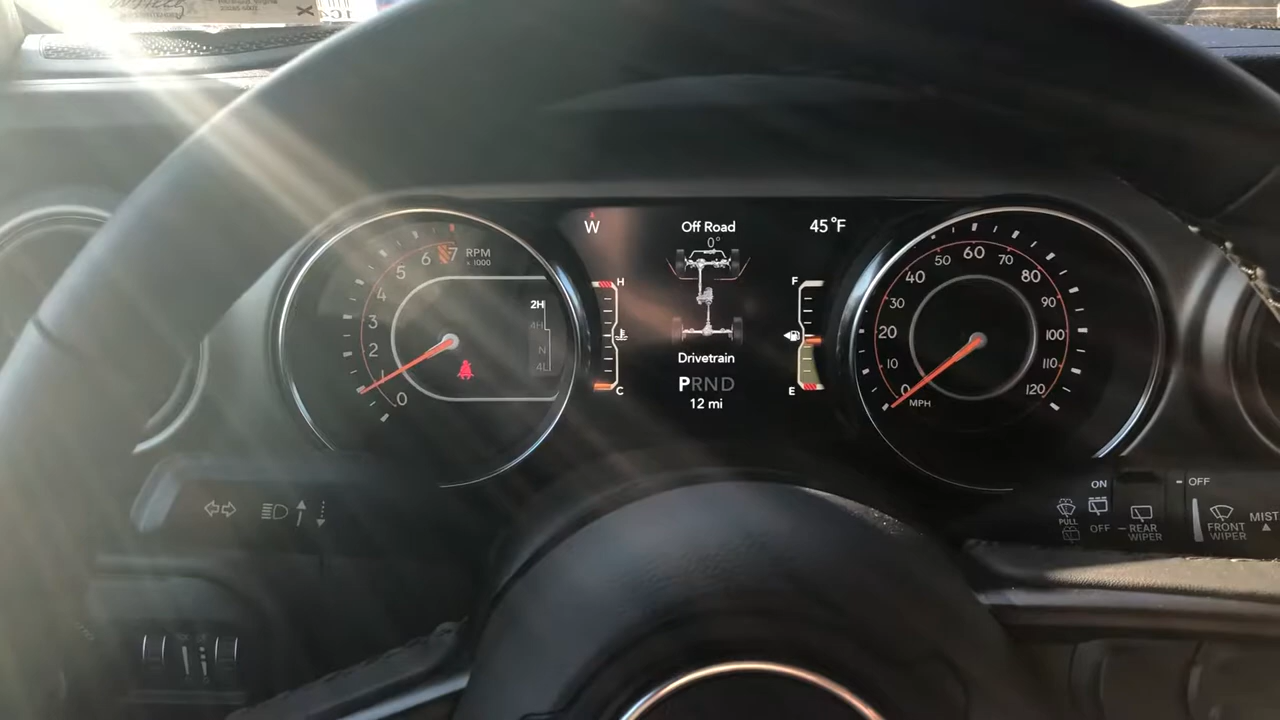 W
Off Road
0°
45°F
7
6
5
4
3
2
1
0
RPM
x 1000
2H
4H
N
4L
H
C
Drivetrain
PRND
12 mi
F
E
0
10
20
30
40
50
60
70
80
90
100
110
120
MPH
ON
OFF
PULL
OFF
REAR
WIPER
FRONT
WIPER
MIST